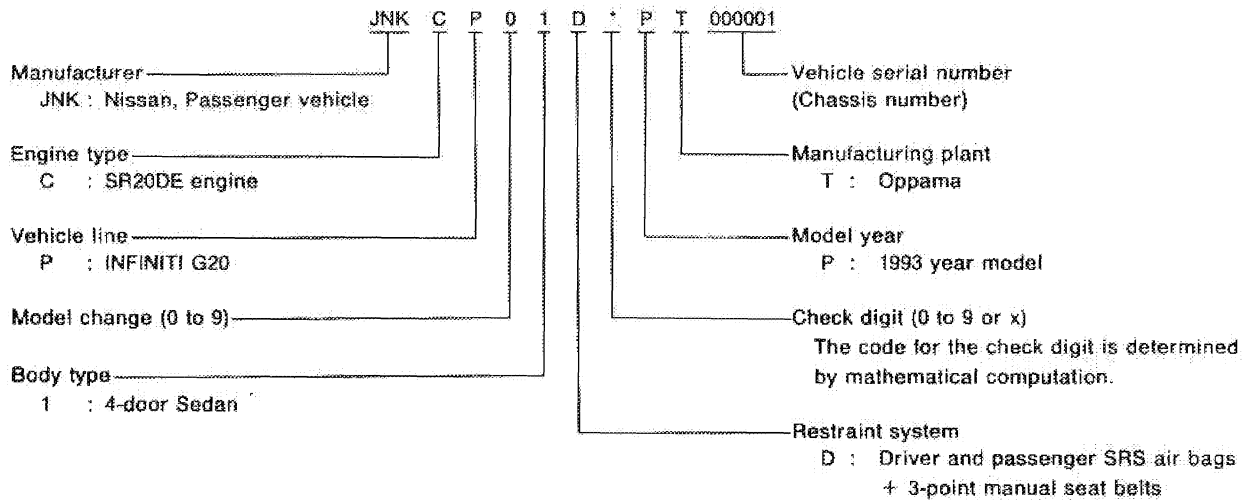 JNK C P 0 1 D * P T 000001
Manufacturer
JNK : Nissan, Passenger vehicle
Engine type
C : SR20DE engine
Vehicle line
P : INFINITI G20
Model change (0 to 9)
Body type
1 : 4-door Sedan
Vehicle serial number
(Chassis number)
Manufacturing plant
T : Oppama
Model year
P : 1993 year model
Check digit (0 to 9 or x)
The code for the check digit is determined
by mathematical computation.
Restraint system
D : Driver and passenger SRS air bags
+ 3-point manual seat belts